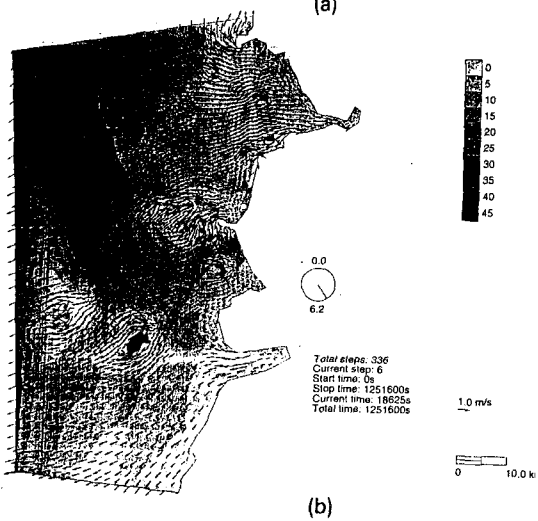 (a)
0
5
10
15
20
25
30
35
40
45
0.0
6.2
Total steps: 336
Current step: 6
Start time: 0s
Stop time: 1251600s
Current time: 18625s
Total time: 1251600s
1.0 m/s
0 10,0 k
(b)